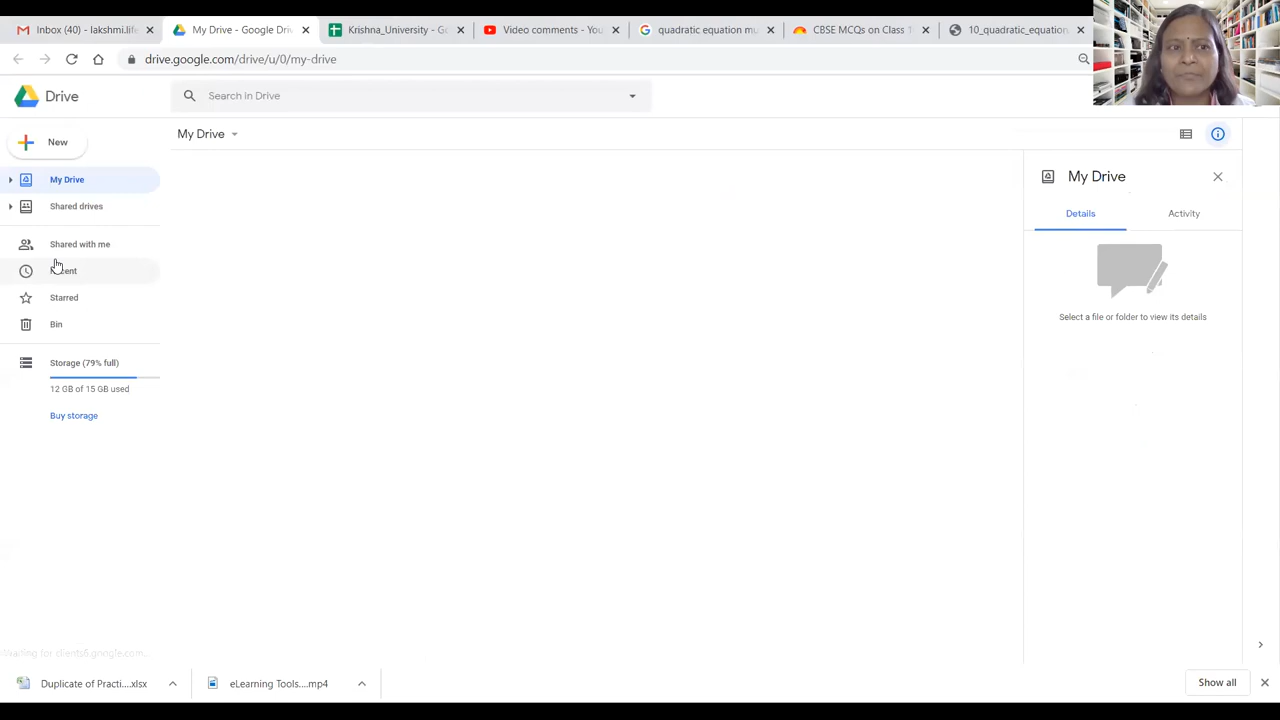 Inbox (40) - lakshmi.life
My Drive - Google Driv
Krishna_University - Go
Video comments - You
quadratic equation mu
CBSE MCQs on Class 1
10_quadratic_equation
drive.google.com/drive/u/0/my-drive
Drive
Search in Drive
New
My Drive
My Drive
My Drive
Shared drives
Details
Activity
Shared with me
Starred
Select a file or folder to view its details
Bin
Storage (79% full)
12 GB of 15 GB used
Buy storage
Duplicate of Practi....xlsx
eLearning Tools....mp4
Show all